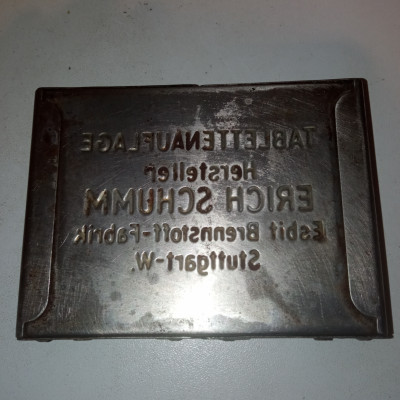 TABLETTENAUFLAGE
Hersteller
ERICH SCHUMM
Esbit Brennstoff-Fabrik
Stuttgart-W.